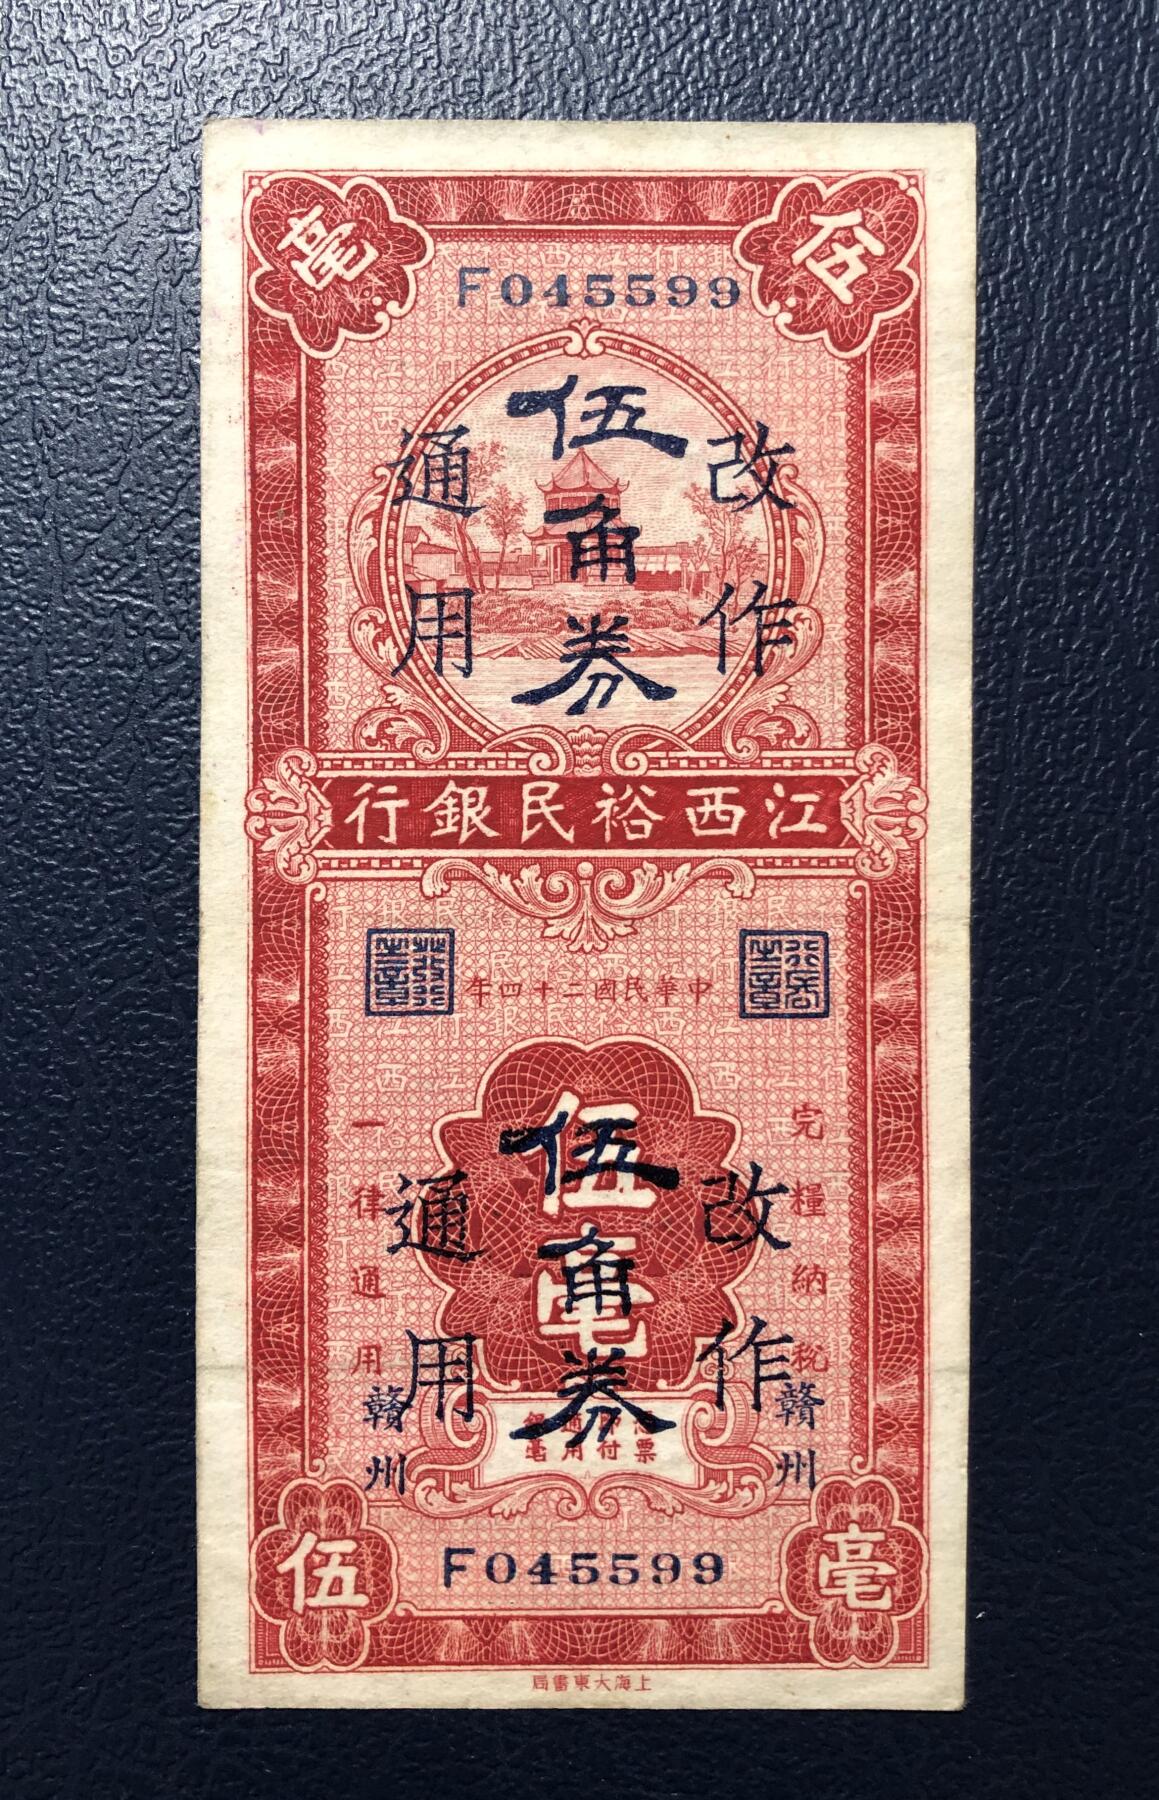 伍毫
F045599
改作
伍角券
通用
江西裕民銀行
中華民國二十四年
完糧納稅
一律通用
伍毫
改作
伍角券
通用
贛州
贛州
F045599
伍毫
上海大東書局